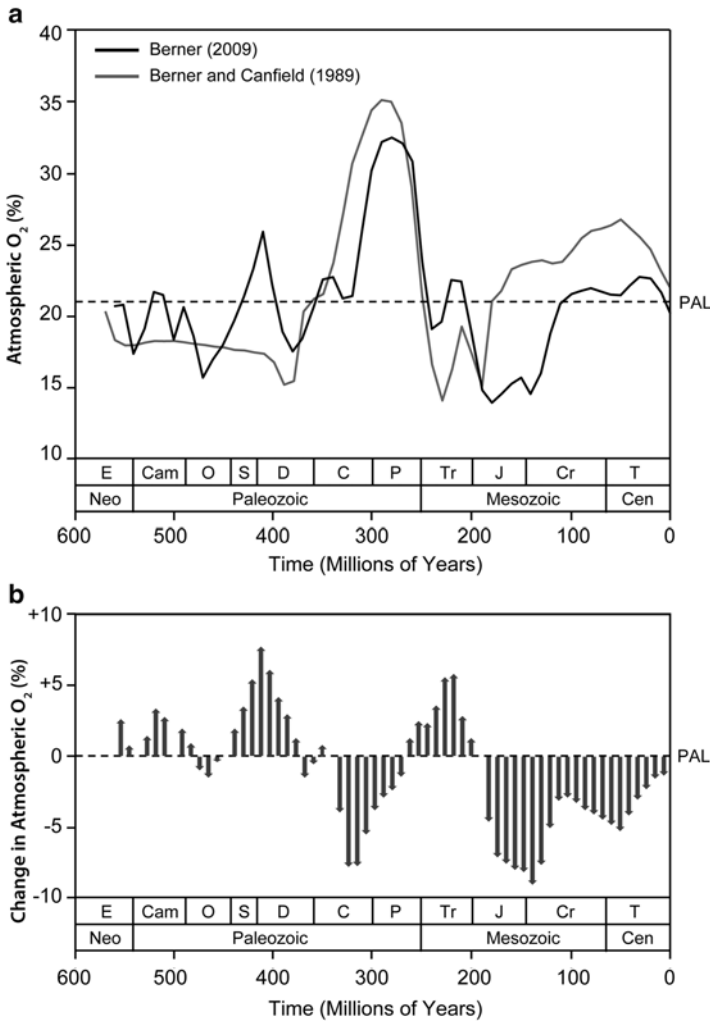 a
40
Berner (2009)
Berner and Canfield (1989)
35
30
25
PAL
20
15
10
Atmospheric O₂ (%)
E Cam O S D C P Tr J Cr T
Neo Paleozoic Mesozoic Cen
600 500 400 300 200 100 0
Time (Millions of Years)
b
+10
+5
0
PAL
-5
-10
Change in Atmospheric O₂ (%)
E Cam O S D C P Tr J Cr T
Neo Paleozoic Mesozoic Cen
600 500 400 300 200 100 0
Time (Millions of Years)